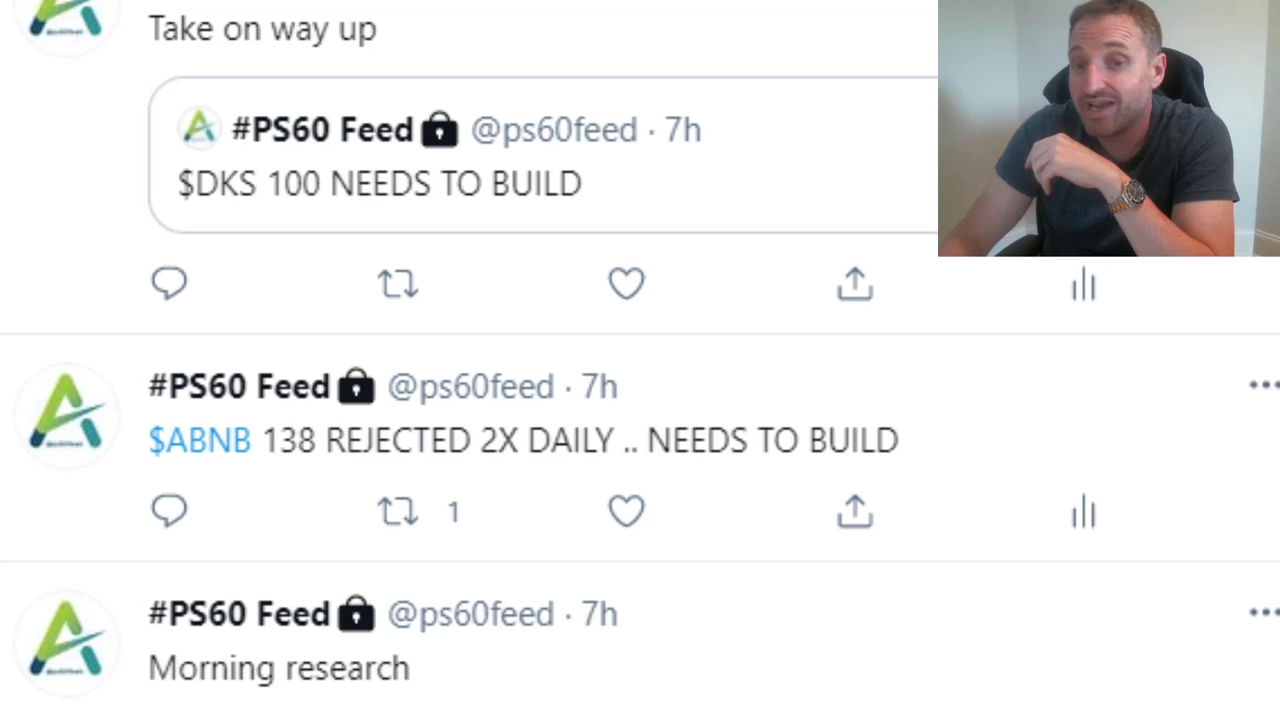 Take on way up
#PS60 Feed @ps60feed · 7h
$DKS 100 NEEDS TO BUILD
#PS60 Feed @ps60feed · 7h
$ABNB 138 REJECTED 2X DAILY .. NEEDS TO BUILD
1
#PS60 Feed @ps60feed · 7h
Morning research